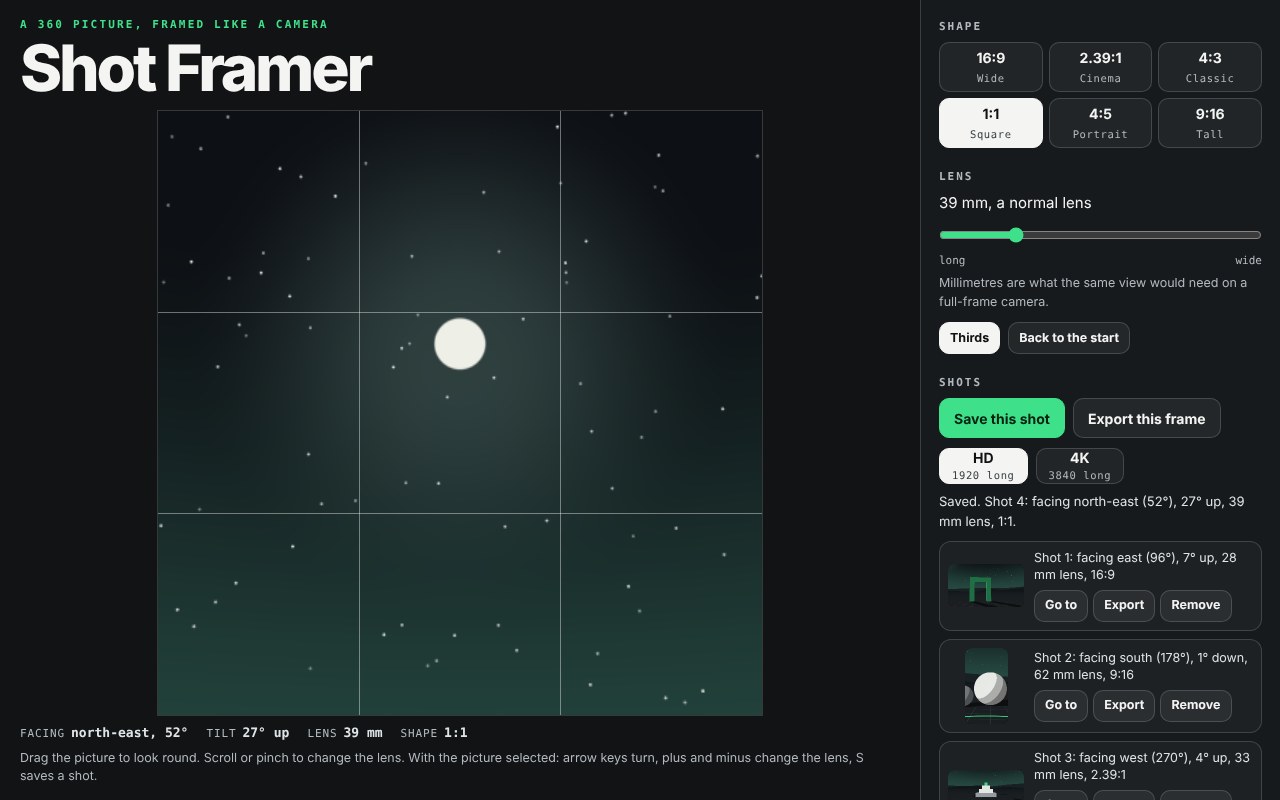 A 360 PICTURE, FRAMED LIKE A CAMERA
Shot Framer
FACING north-east, 52° TILT 27° up LENS 39 mm SHAPE 1:1
Drag the picture to look round. Scroll or pinch to change the lens. With the picture selected: arrow keys turn, plus and minus change the lens, S
saves a shot.
SHAPE
16:9 2.39:1 4:3
Wide Cinema Classic
1:1 4:5 9:16
Square Portrait Tall
LENS
39 mm, a normal lens
long wide
Millimetres are what the same view would need on a
full-frame camera.
Thirds Back to the start
SHOTS
Save this shot Export this frame
HD 4K
1920 long 3840 long
Saved. Shot 4: facing north-east (52°), 27° up, 39
mm lens, 1:1.
Shot 1: facing east (96°), 7° up, 28
mm lens, 16:9
Go to Export Remove
Shot 2: facing south (178°), 1° down,
62 mm lens, 9:16
Go to Export Remove
Shot 3: facing west (270°), 4° up, 33
mm lens, 2.39:1